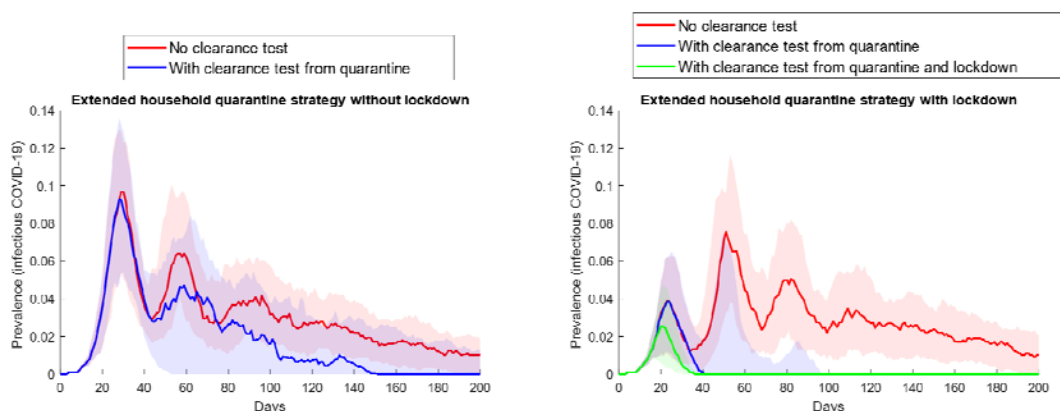 No clearance test
With clearance test from quarantine
Extended household quarantine strategy without lockdown
Prevalence (infectious COVID-19)
0.14
0.12
0.1
0.08
0.06
0.04
0.02
0
0 20 40 60 80 100 120 140 160 180 200
Days
No clearance test
With clearance test from quarantine
With clearance test from quarantine and lockdown
Extended household quarantine strategy with lockdown
Prevalence (infectious COVID-19)
0.14
0.12
0.1
0.08
0.06
0.04
0.02
0
0 20 40 60 80 100 120 140 160 180 200
Days